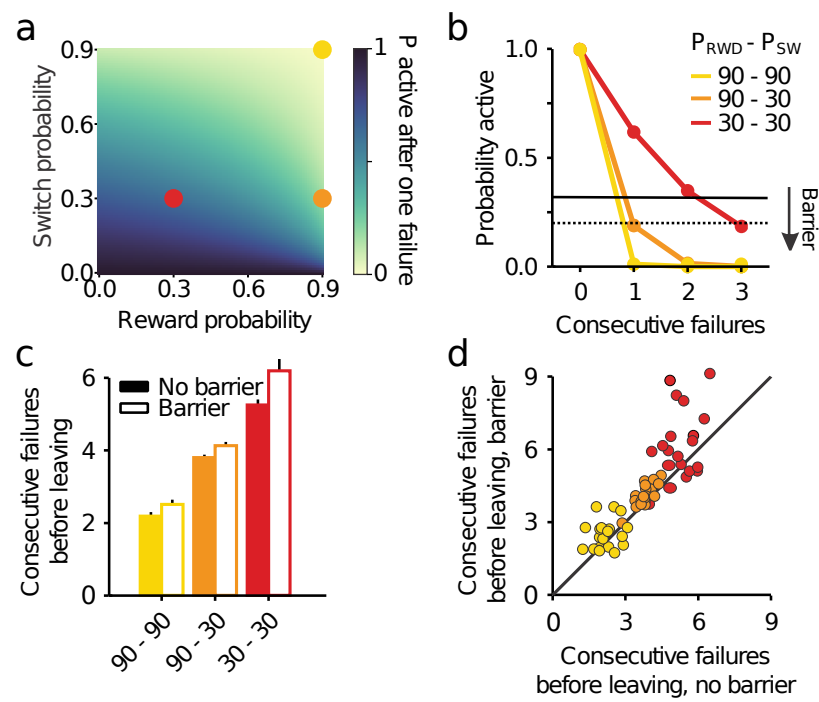 a
0.9
0.6
0.3
0.0
Switch probability
0.0
0.3
0.6
0.9
Reward probability
1
0
P active after one failure
b
1.0
0.5
0.0
Probability active
0
1
2
3
Consecutive failures
P_RWD - P_SW
90 - 90
90 - 30
30 - 30
Barrier
c
6
4
2
0
Consecutive failures
before leaving
No barrier
Barrier
90 - 90
90 - 30
30 - 30
d
9
6
3
0
Consecutive failures
before leaving, barrier
0
3
6
9
Consecutive failures
before leaving, no barrier